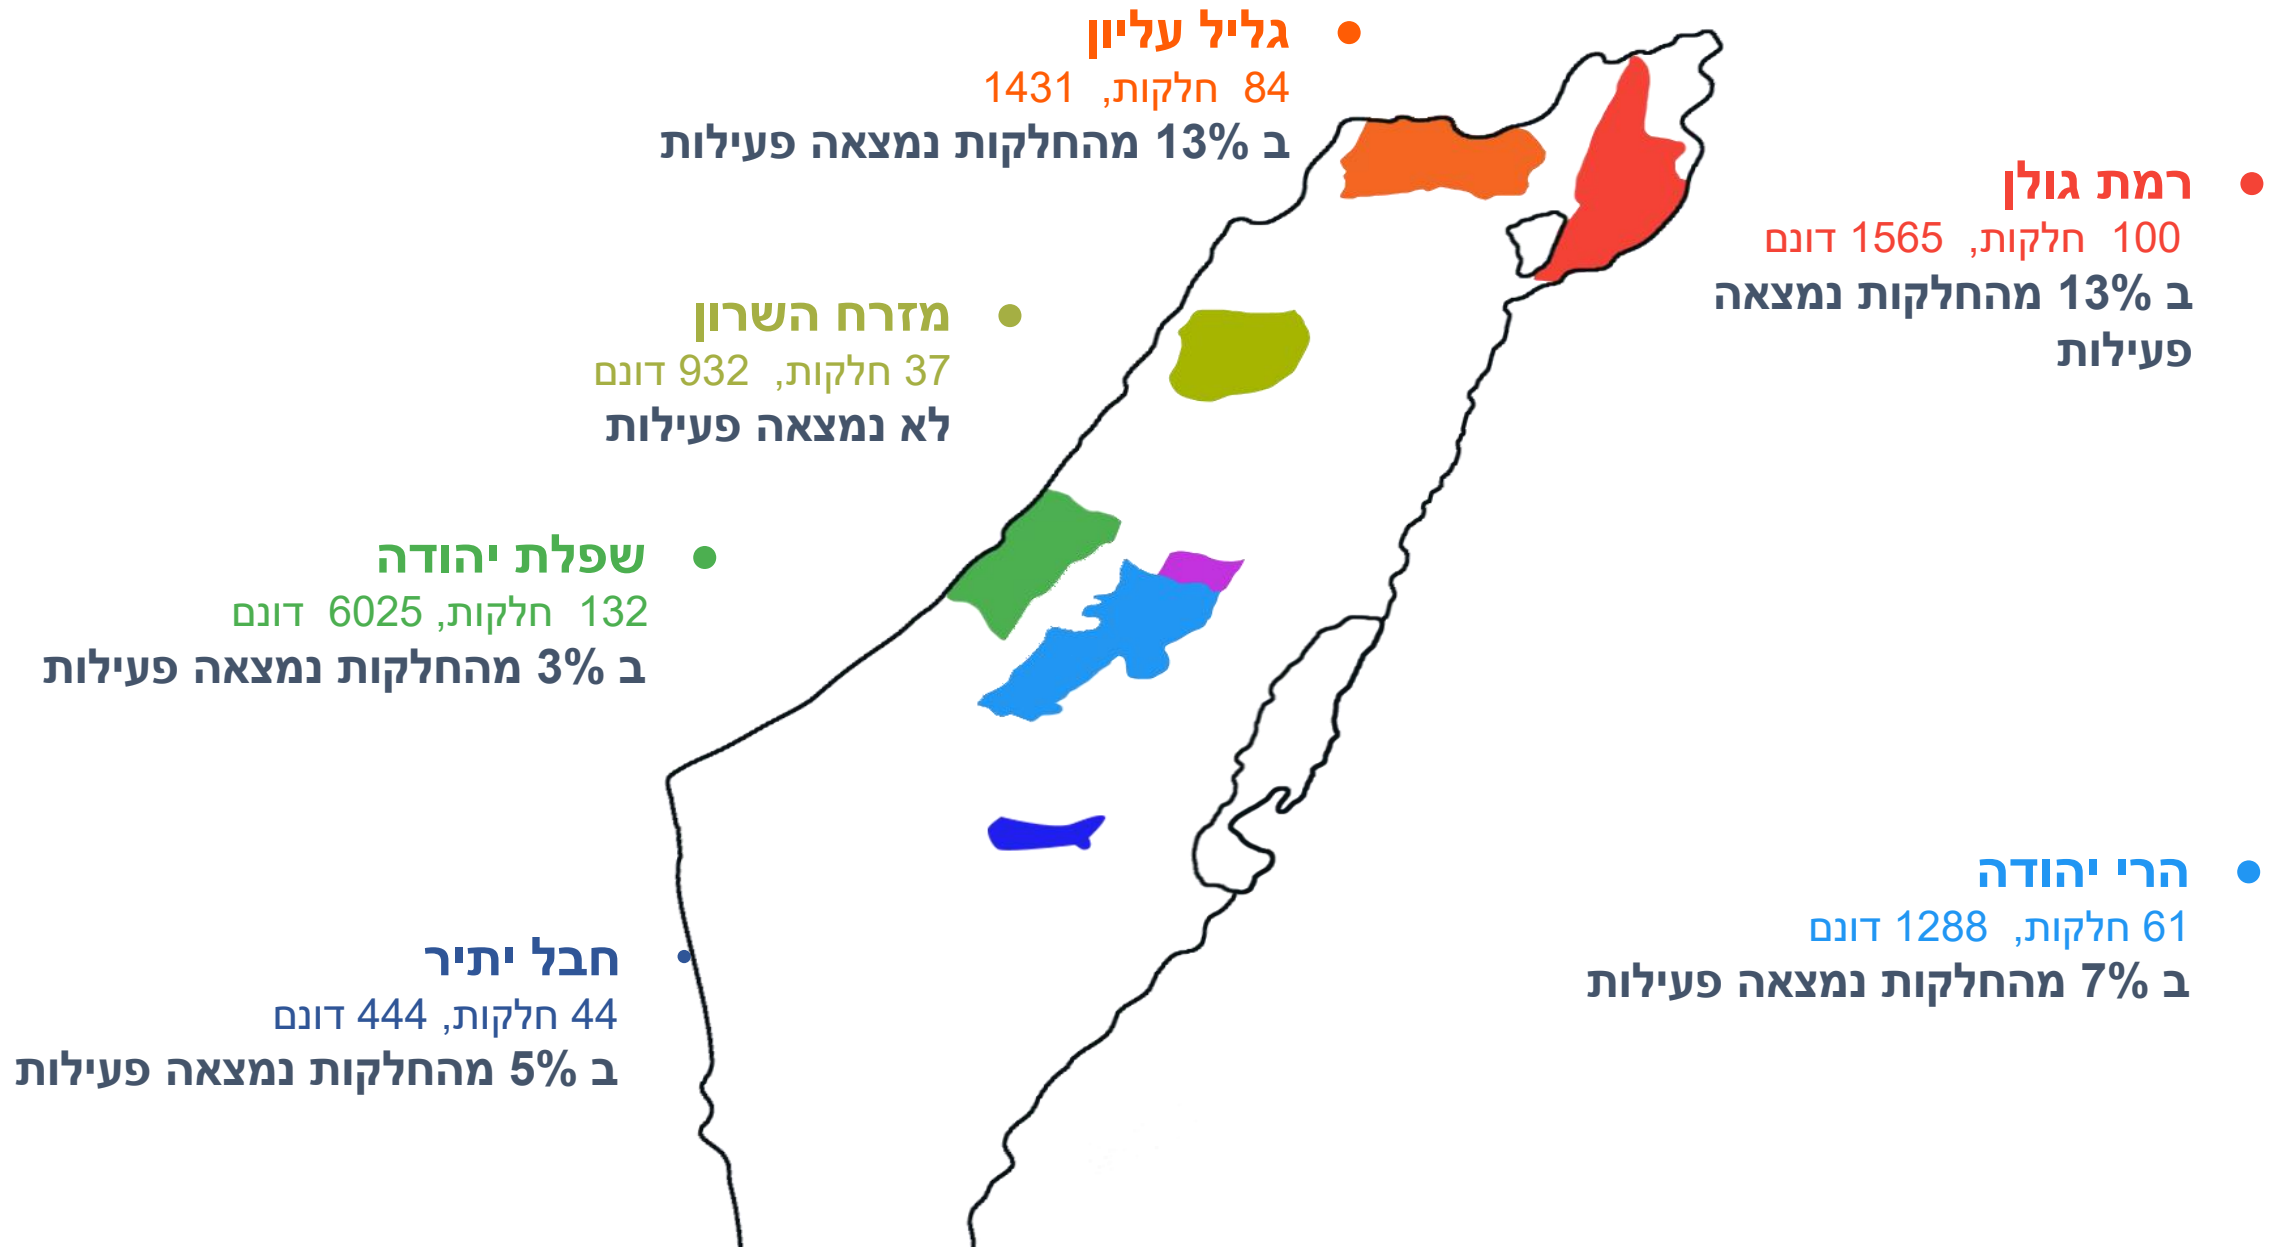 גליל עליון
84 חלקות, 1431
ב 13% מהחלקות נמצאה פעילות
רמת גולן
100 חלקות, 1565 דונם
ב 13% מהחלקות נמצאה
פעילות
מזרח השרון
37 חלקות, 932 דונם
לא נמצאה פעילות
שפלת יהודה
132 חלקות, 6025 דונם
ב 3% מהחלקות נמצאה פעילות
הרי יהודה
61 חלקות, 1288 דונם
ב 7% מהחלקות נמצאה פעילות
חבל יתיר
44 חלקות, 444 דונם
ב 5% מהחלקות נמצאה פעילות